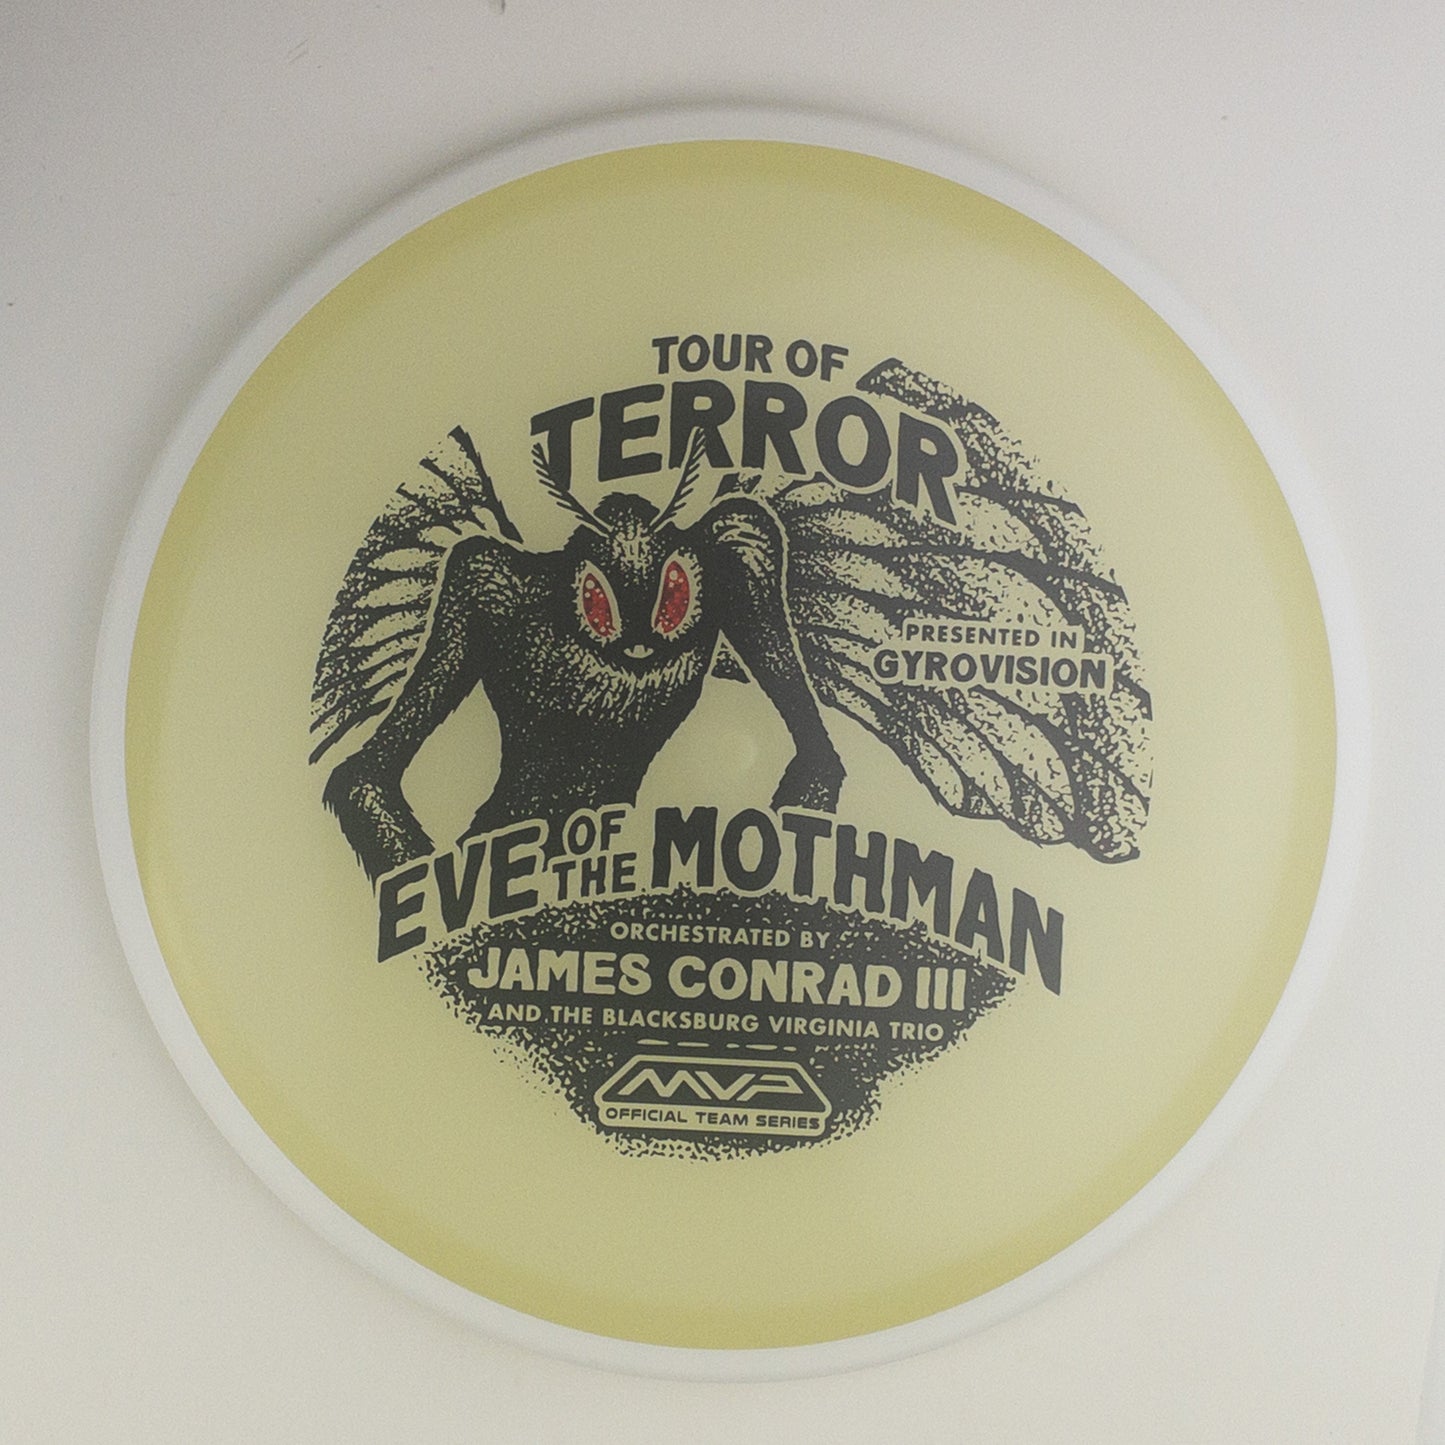 TOUR OF
TERROR
PRESENTED IN
GYROVISION
EVE OF THE MOTHMAN
ORCHESTRATED BY
JAMES CONRAD III
AND THE BLACKSBURG VIRGINIA TRIO
MVP
OFFICIAL TEAM SERIES